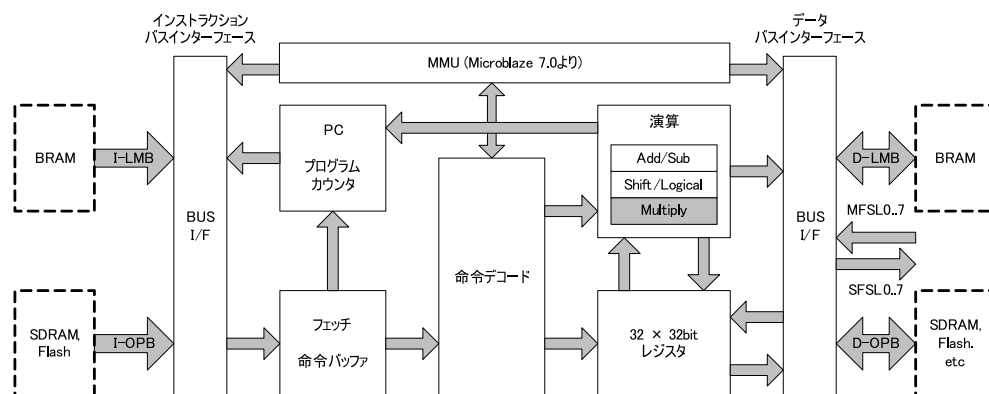 インストラクション
バスインターフェース
データ
バスインターフェース
MMU (Microblaze 7.0より)
PC
プログラム
カウンタ
演算
Add/Sub
Shift/Logical
Multiply
BRAM
I-LMB
D-LMB
BRAM
BUS
I/F
命令デコード
BUS
I/F
MFSL0..7
SFSL0..7
SDRAM,
Flash
I-OPB
フェッチ
命令バッファ
32 × 32bit
レジスタ
D-OPB
SDRAM,
Flash.
etc